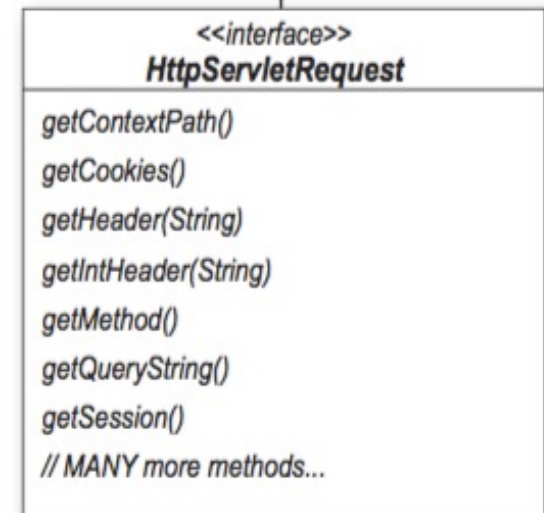 <<interface>>
HttpServletRequest
getContextPath()
getCookies()
getHeader(String)
getIntHeader(String)
getMethod()
getQueryString()
getSession()
// MANY more methods...